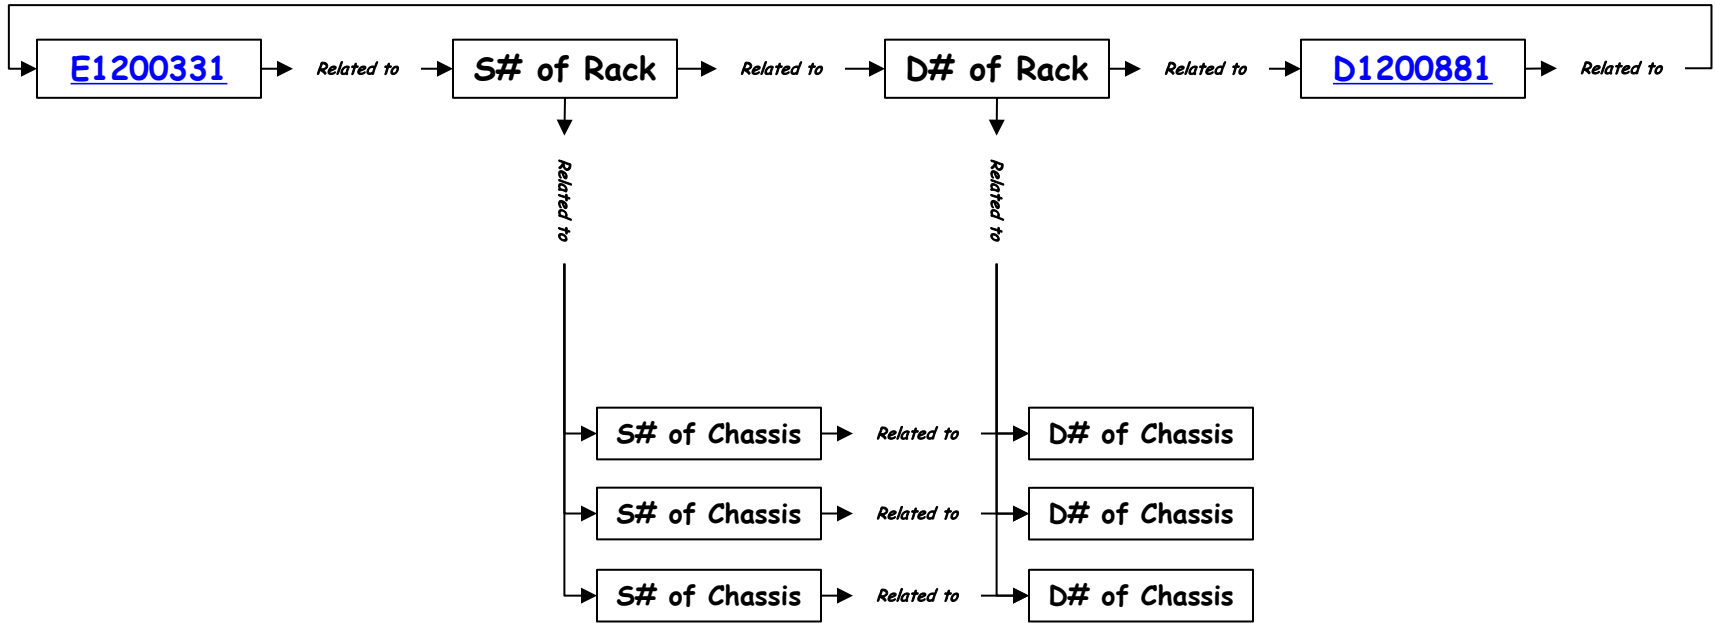 E1200331
Related to
S# of Rack
Related to
D# of Rack
Related to
D1200881
Related to
Related to
Related to
S# of Chassis
Related to
D# of Chassis
S# of Chassis
Related to
D# of Chassis
S# of Chassis
Related to
D# of Chassis